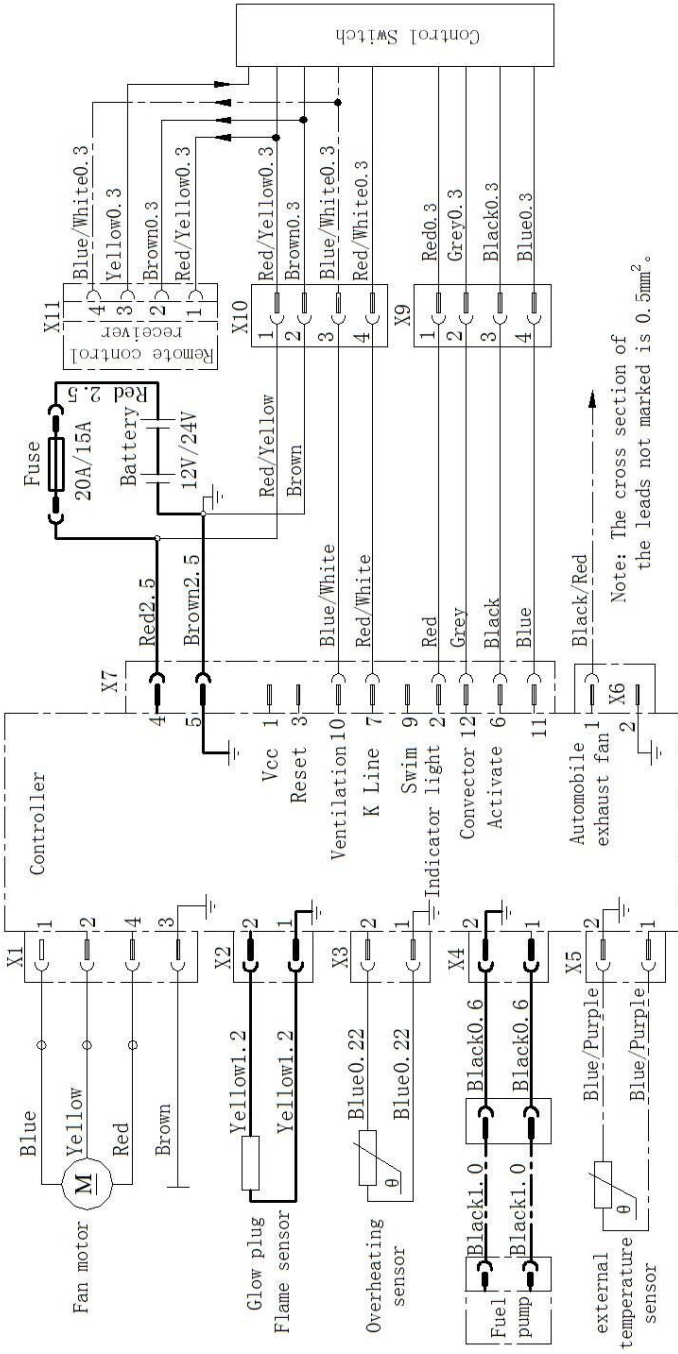 Controller
Fan motor
M
Blue
Yellow
Red
Brown
X1
1
2
4
3
Glow plug
Flame sensor
Yellow1.2
Yellow1.2
X2
2
1
Overheating
sensor
θ
Blue0.22
Blue0.22
X3
2
1
Fuel
pump
Black1.0
Black1.0
Black0.6
Black0.6
X4
2
1
external
temperature
sensor
θ
Blue/Purple
Blue/Purple
X5
2
1
X7
4
5
Vcc 1
Reset 3
Ventilation 10
K Line 7
Swim 9
Indicator light 2
Convector 12
Activate 6
11
Automobile
exhaust fan
1
2
X6
Red2.5
Brown2.5
Blue/White
Red/White
Red
Grey
Black
Blue
Black/Red
Fuse
20A/15A
Red 2.5
Battery
12V/24V
Red/Yellow
Brown
X11
Remote control
receiver
4
3
2
1
Blue/White0.3
Yellow0.3
Brown0.3
Red/Yellow0.3
X10
1
2
3
4
Red/Yellow0.3
Brown0.3
Blue/White0.3
Red/White0.3
X9
1
2
3
4
Red0.3
Grey0.3
Black0.3
Blue0.3
Control Switch
Note: The cross section of
the leads not marked is 0.5mm².